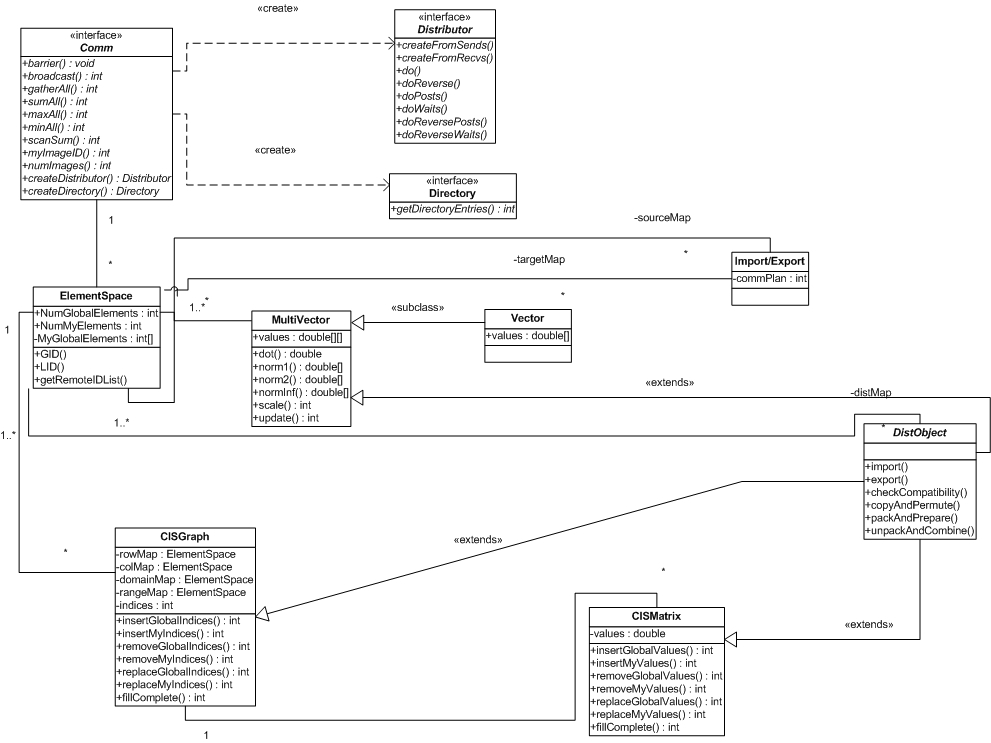 «create»
«interface»
Distributor
+createFromSends()
+createFromRecvs()
+do()
+doReverse()
+doPosts()
+doWaits()
+doReversePosts()
+doReverseWaits()
«interface»
Comm
+barrier() : void
+broadcast() : int
+gatherAll() : int
+sumAll() : int
+maxAll() : int
+minAll() : int
+scanSum() : int
+myImageID() : int
+numImages() : int
+createDistributor() : Distributor
+createDirectory() : Directory
«create»
«interface»
Directory
+getDirectoryEntries() : int
1
*
-sourceMap
-targetMap
*
Import/Export
-commPlan : int
ElementSpace
+NumGlobalElements : int
+NumMyElements : int
-MyGlobalElements : int[]
+GID()
+LID()
+getRemoteIDList()
1..*
*
1
MultiVector
+values : double[][]
+dot() : double
+norm1() : double[]
+norm2() : double[]
+normInf() : double[]
+scale() : int
+update() : int
«subclass»
*
Vector
+values : double[]
«extends»
-distMap
1..*
1..*
*
DistObject
+import()
+export()
+checkCompatibility()
+copyAndPermute()
+packAndPrepare()
+unpackAndCombine()
*
CISGraph
-rowMap : ElementSpace
-colMap : ElementSpace
-domainMap : ElementSpace
-rangeMap : ElementSpace
-indices : int
+insertGlobalIndices() : int
+insertMyIndices() : int
+removeGlobalIndices() : int
+removeMyIndices() : int
+replaceGlobalIndices() : int
+replaceMyIndices() : int
+fillComplete() : int
«extends»
*
CISMatrix
-values : double
+insertGlobalValues() : int
+insertMyValues() : int
+removeGlobalValues() : int
+removeMyValues() : int
+replaceGlobalValues() : int
+replaceMyValues() : int
+fillComplete() : int
«extends»
1